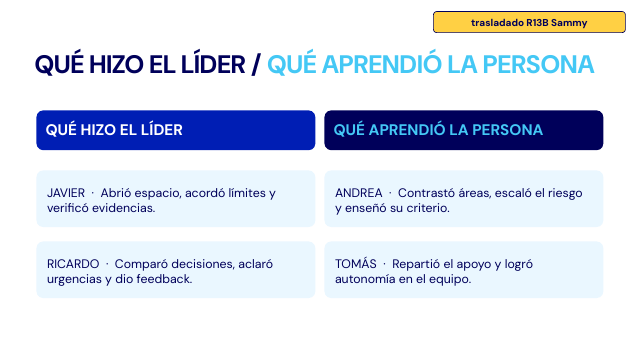 trasladado R13B Sammy
QUÉ HIZO EL LÍDER / QUÉ APRENDIÓ LA PERSONA
QUÉ HIZO EL LÍDER
QUÉ APRENDIÓ LA PERSONA
JAVIER · Abrió espacio, acordó límites y
verificó evidencias.
ANDREA · Contrastó áreas, escaló el riesgo
y enseñó su criterio.
RICARDO · Comparó decisiones, aclaró
urgencias y dio feedback.
TOMÁS · Repartió el apoyo y logró
autonomía en el equipo.